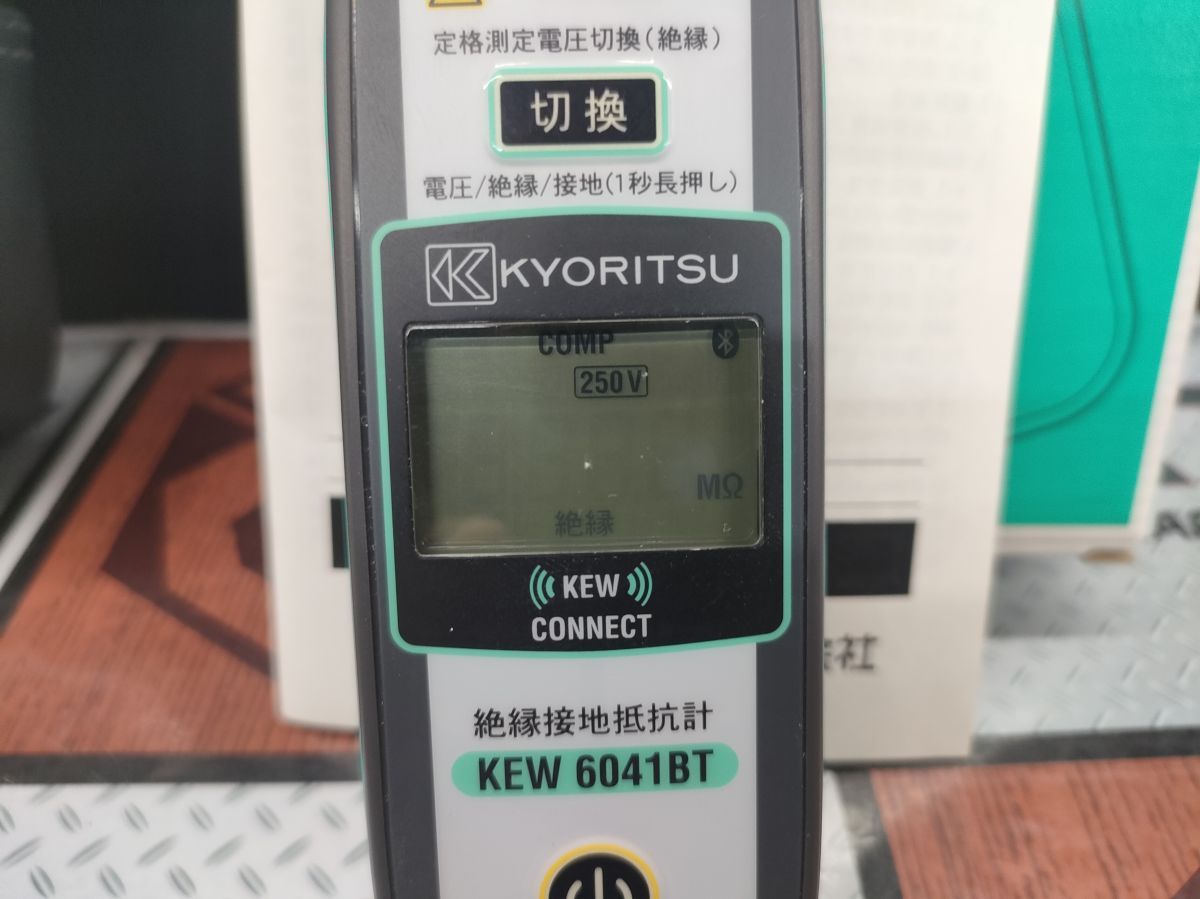 定格測定電圧切換(絶縁)
切換
電圧/絶縁/接地(1秒長押し)
KYORITSU
COMP
250V
MΩ
絶縁
KEW
CONNECT
絶縁接地抵抗計
KEW 6041BT
会社